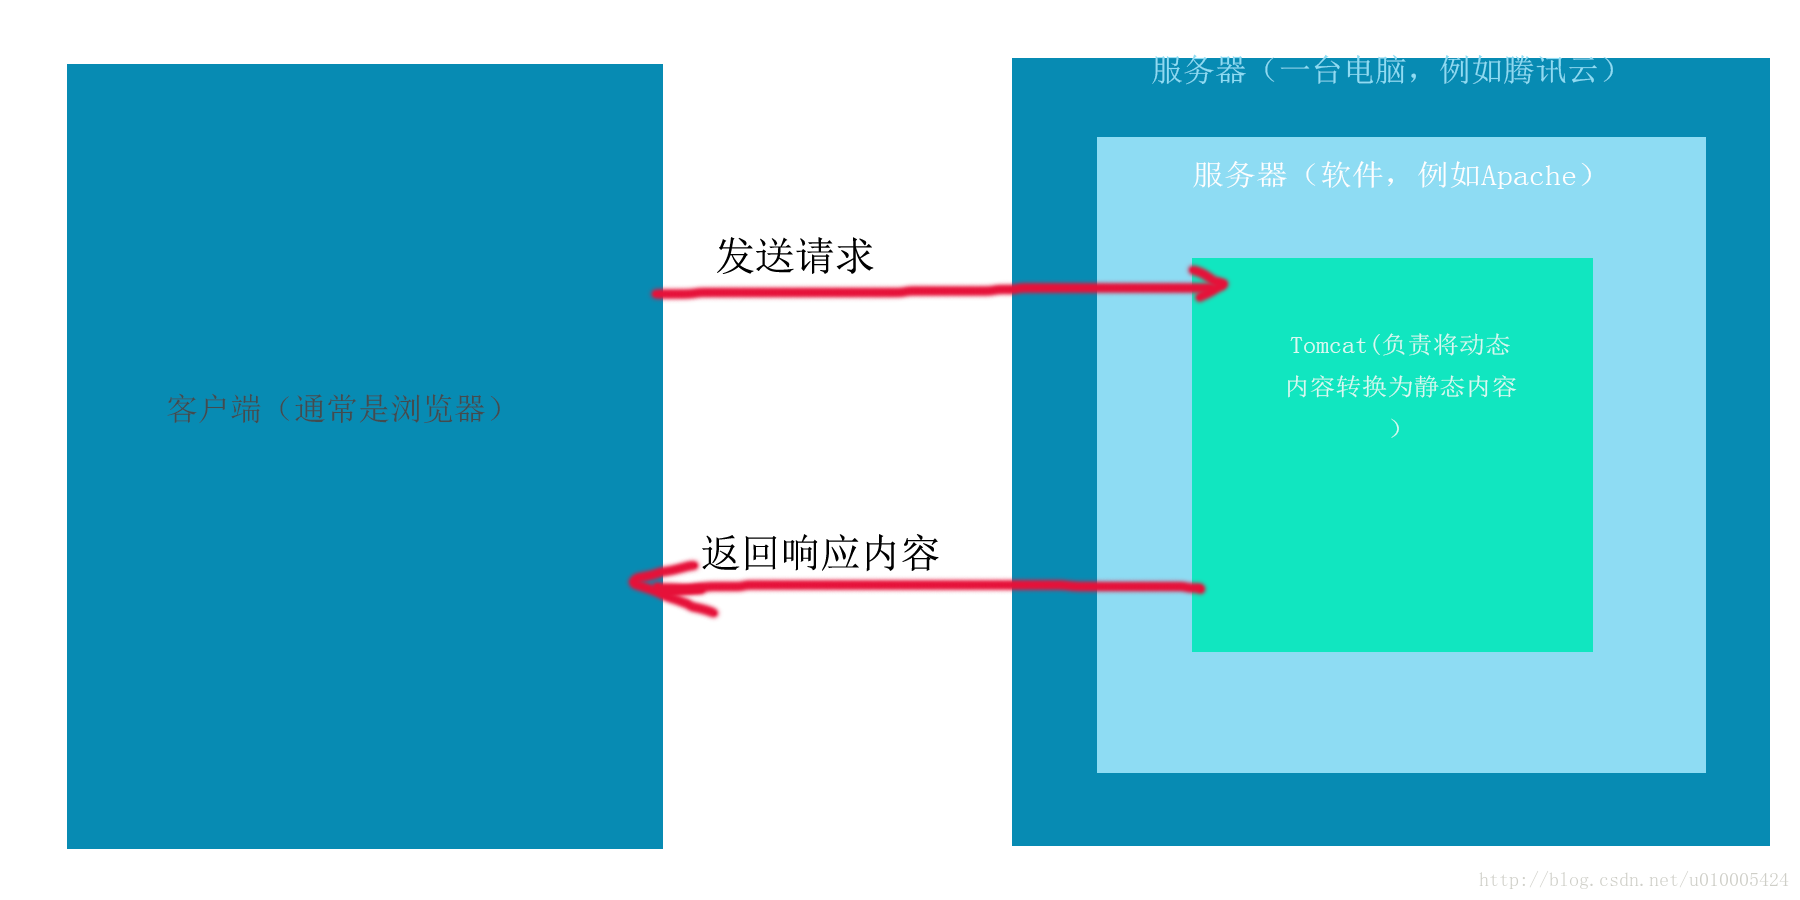 服务器（一台电脑，例如腾讯云）
服务器（软件，例如Apache）
发送请求
Tomcat(负责将动态
内容转换为静态内容
）
客户端（通常是浏览器）
返回响应内容
http://blog.csdn.net/u010005424